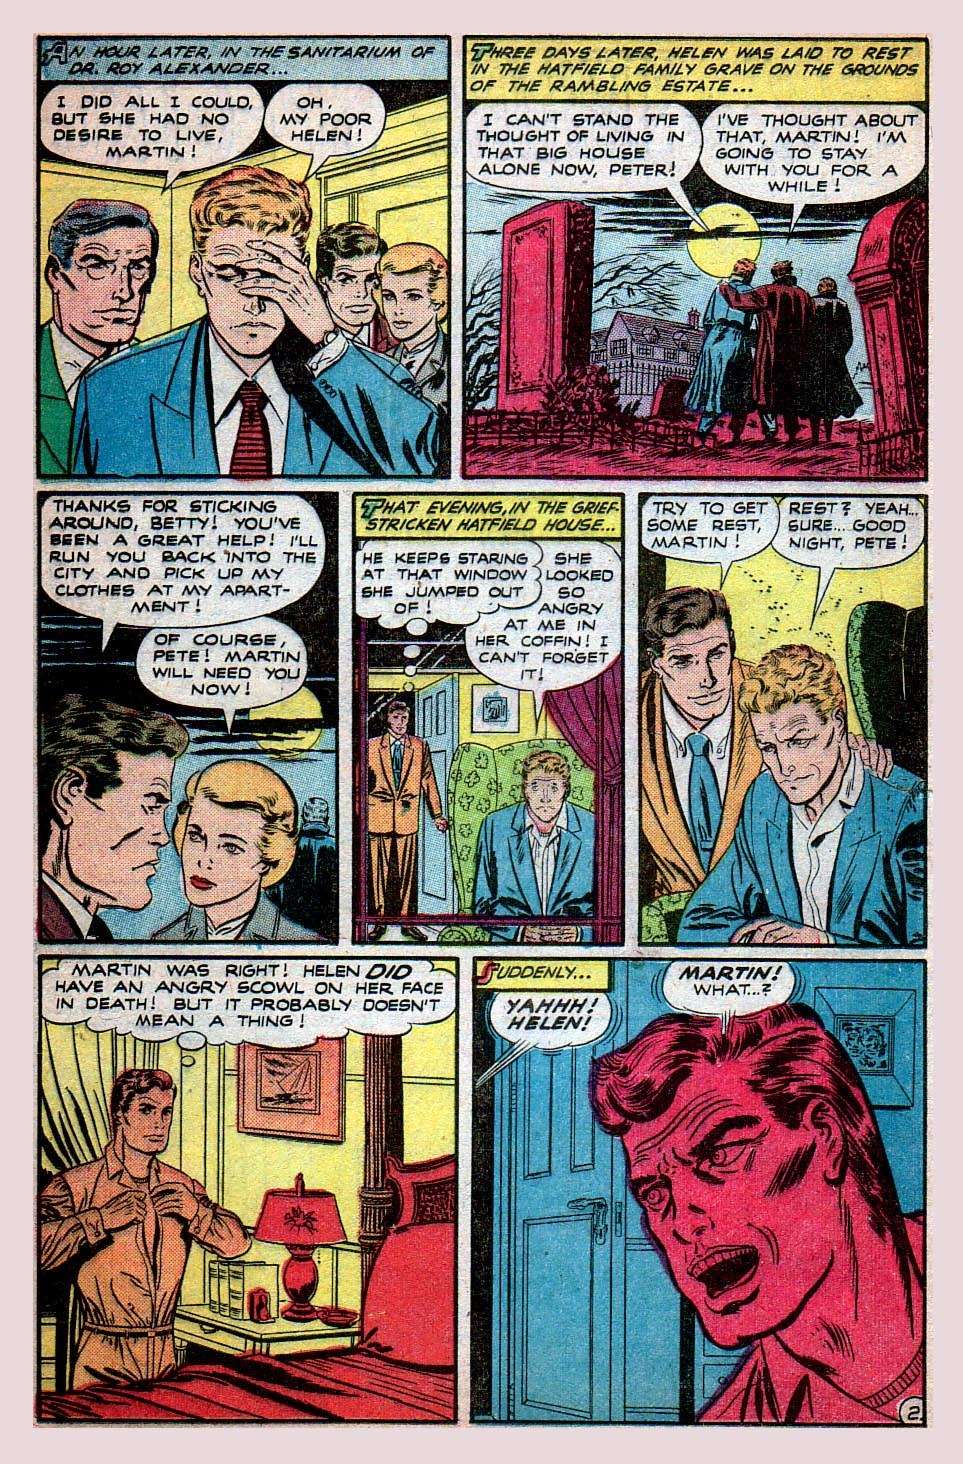 AN HOUR LATER, IN THE SANITARIUM OF
DR. ROY ALEXANDER...
I DID ALL I COULD,
BUT SHE HAD NO
DESIRE TO LIVE,
MARTIN!
OH,
MY POOR
HELEN!
THREE DAYS LATER, HELEN WAS LAID TO REST
IN THE HATFIELD FAMILY GRAVE ON THE GROUNDS
OF THE RAMBLING ESTATE...
I CAN'T STAND THE
THOUGHT OF LIVING IN
THAT BIG HOUSE
ALONE NOW, PETER!
I'VE THOUGHT ABOUT
THAT, MARTIN! I'M
GOING TO STAY
WITH YOU FOR A
WHILE!
THANKS FOR STICKING
AROUND, BETTY! YOU'VE
BEEN A GREAT HELP! I'LL
RUN YOU BACK INTO THE
CITY AND PICK UP MY
CLOTHES AT MY APART-
MENT!
OF COURSE,
PETE! MARTIN
WILL NEED YOU
NOW!
THAT EVENING, IN THE GRIEF-
STRICKEN HATFIELD HOUSE...
HE KEEPS STARING
AT THAT WINDOW
SHE JUMPED OUT
OF!
SHE
LOOKED
SO
ANGRY
AT ME IN
HER COFFIN! I
CAN'T FORGET
IT!
TRY TO GET
SOME REST,
MARTIN!
REST? YEAH...
SURE... GOOD
NIGHT, PETE!
MARTIN WAS RIGHT! HELEN DID
HAVE AN ANGRY SCOWL ON HER FACE
IN DEATH! BUT IT PROBABLY DOESN'T
MEAN A THING!
SUDDENLY...
YAHHH!
HELEN!
MARTIN!
WHAT...?
2